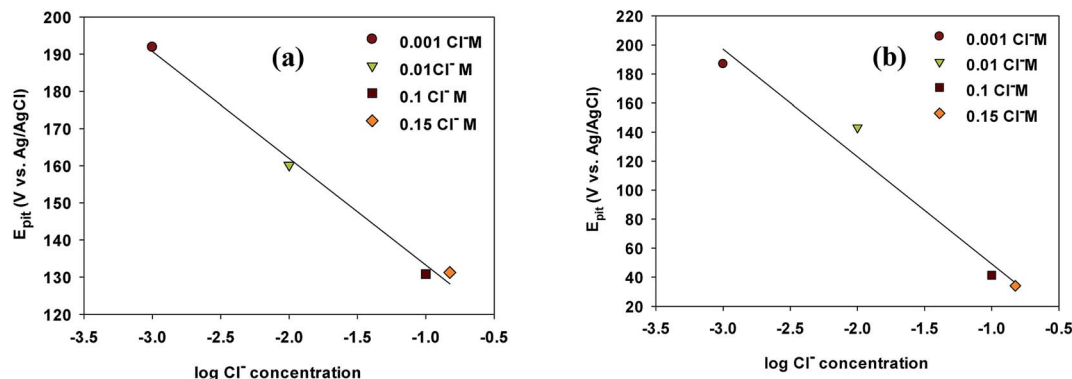 200
190
180
170
160
150
140
130
120
E_pit (V vs. Ag/AgCl)
(a)
0.001 Cl⁻M
0.01Cl⁻ M
0.1 Cl⁻ M
0.15 Cl⁻ M
-3.5 -3.0 -2.5 -2.0 -1.5 -1.0 -0.5
log Cl⁻ concentration
220
200
180
160
140
120
100
80
60
40
20
E_pit (V vs. Ag/AgCl)
(b)
0.001 Cl⁻M
0.01 Cl⁻M
0.1 Cl⁻M
0.15 Cl⁻M
-3.5 -3.0 -2.5 -2.0 -1.5 -1.0 -0.5
log Cl⁻ concentration